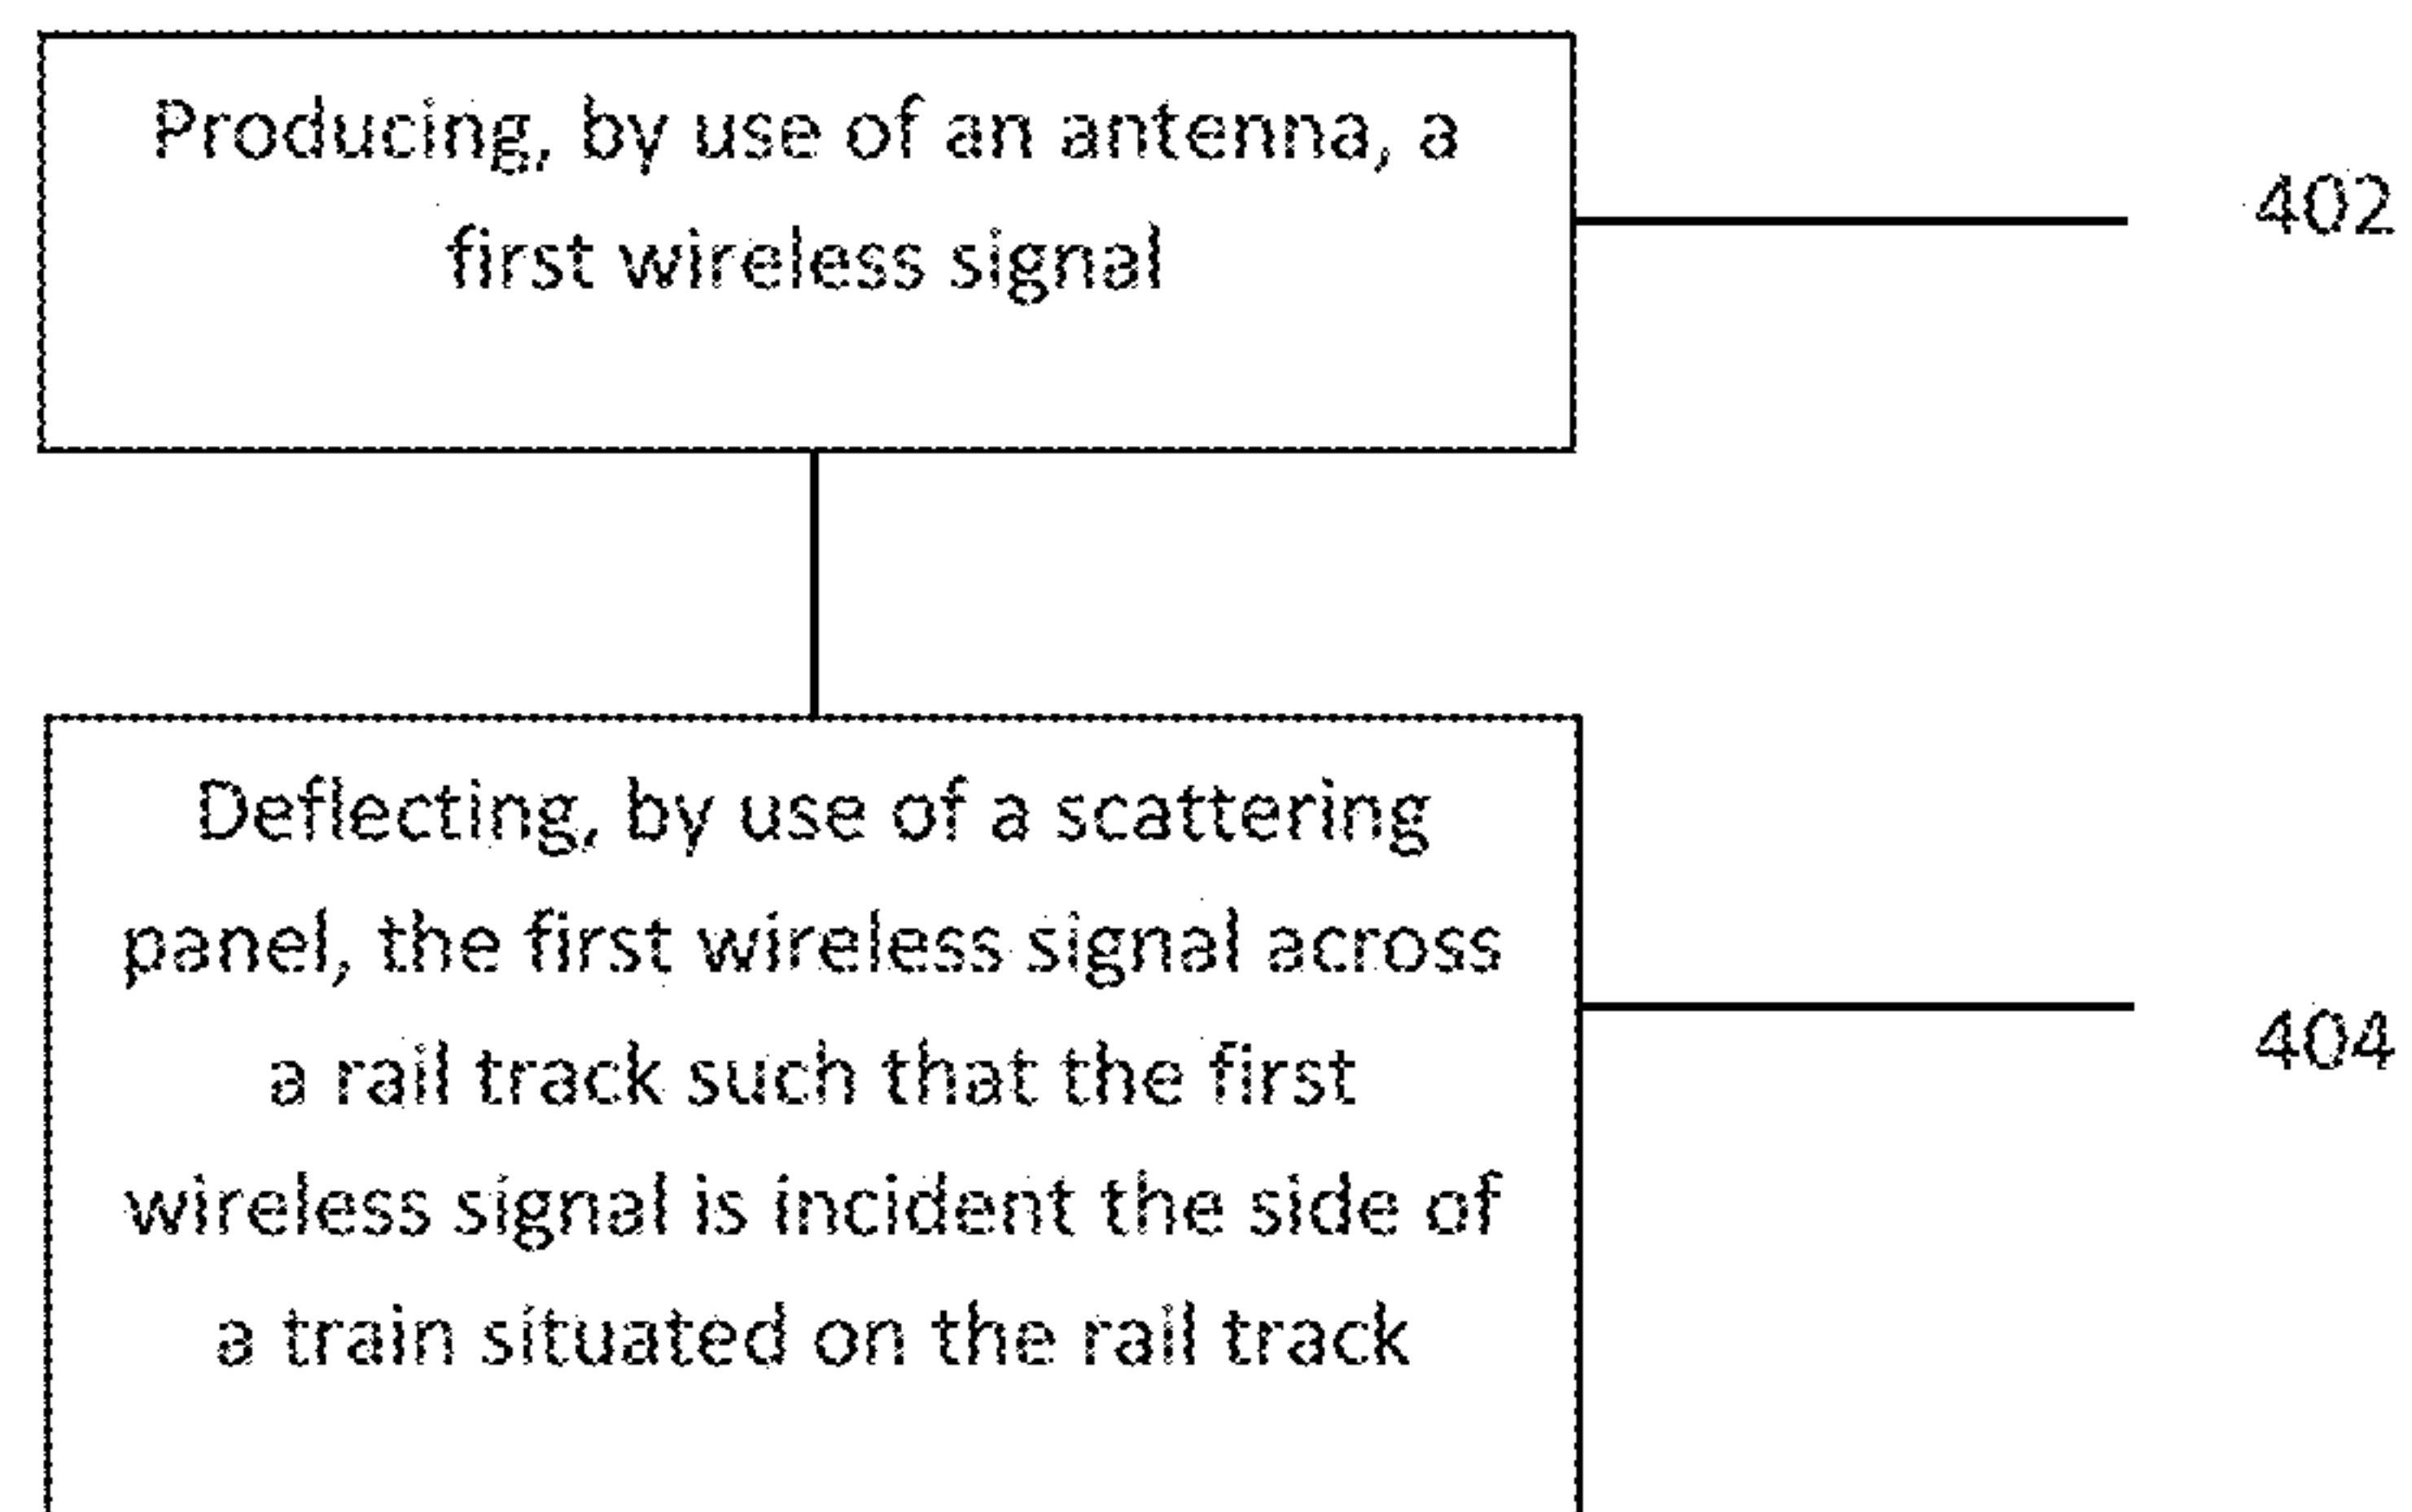 Producing, by use of an antenna, a
first wireless signal
402
Deflecting, by use of a scattering
panel, the first wireless signal across
a rail track such that the first
wireless signal is incident the side of
a train situated on the rail track
404